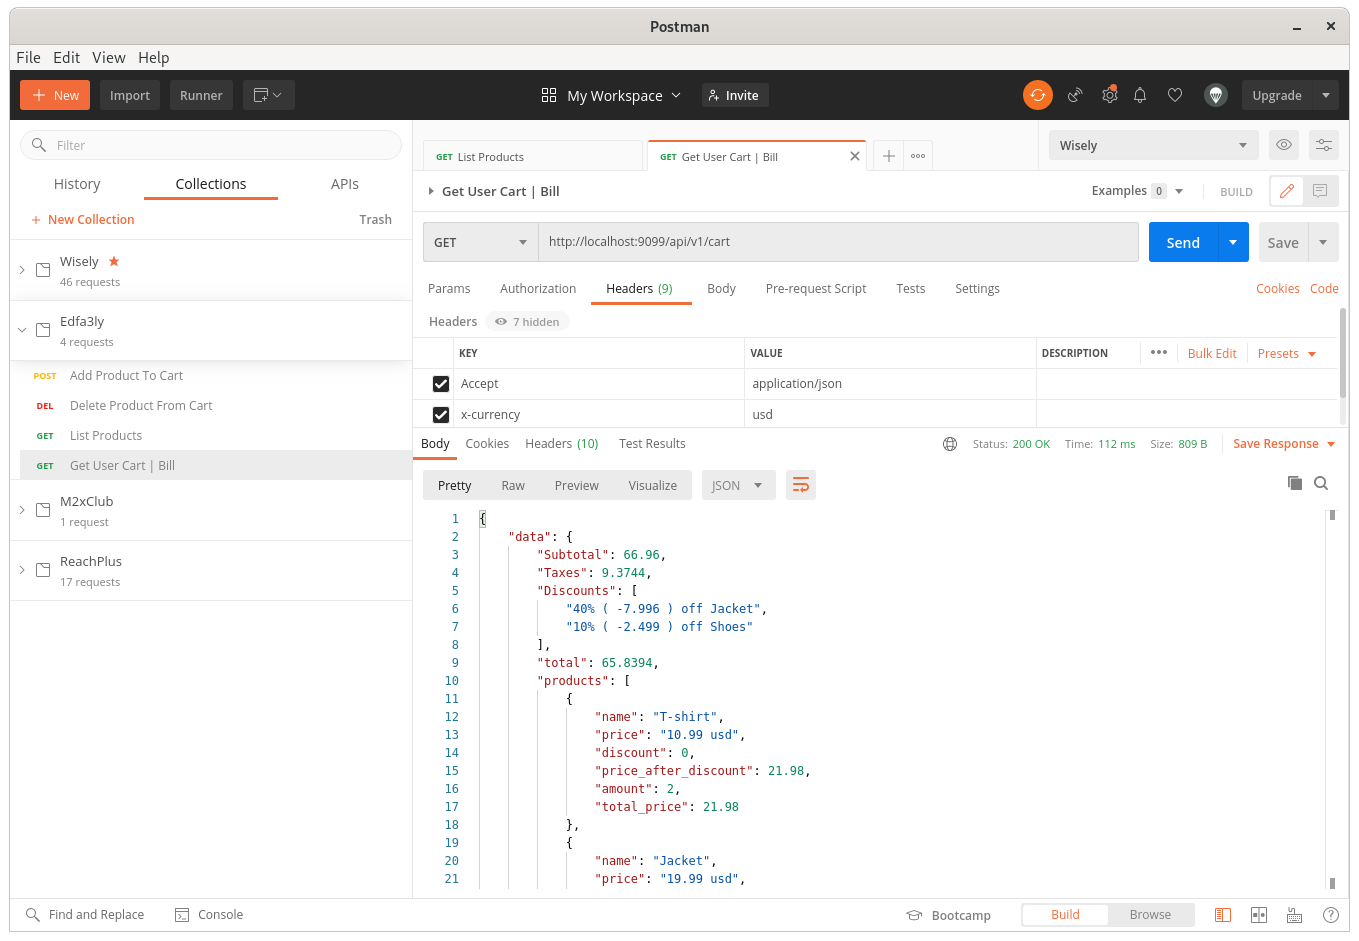 Postman
File Edit View Help
New Import Runner My Workspace Invite Upgrade
Filter
History Collections APIs
New Collection Trash
Wisely
46 requests
Edfa3ly
4 requests
POST Add Product To Cart
DEL Delete Product From Cart
GET List Products
GET Get User Cart | Bill
M2xClub
1 request
ReachPlus
17 requests
GET List Products GET Get User Cart | Bill Wisely
Get User Cart | Bill Examples 0 BUILD
GET http://localhost:9099/api/v1/cart Send Save
Params Authorization Headers (9) Body Pre-request Script Tests Settings Cookies Code
Headers 7 hidden
KEY VALUE DESCRIPTION Bulk Edit Presets
Accept application/json
x-currency usd
Body Cookies Headers (10) Test Results Status: 200 OK Time: 112 ms Size: 809 B Save Response
Pretty Raw Preview Visualize JSON
1 {
2 "data": {
3 "Subtotal": 66.96,
4 "Taxes": 9.3744,
5 "Discounts": [
6 "40% ( -7.996 ) off Jacket",
7 "10% ( -2.499 ) off Shoes"
8 ],
9 "total": 65.8394,
10 "products": [
11 {
12 "name": "T-shirt",
13 "price": "10.99 usd",
14 "discount": 0,
15 "price_after_discount": 21.98,
16 "amount": 2,
17 "total_price": 21.98
18 },
19 {
20 "name": "Jacket",
21 "price": "19.99 usd",
Find and Replace Console Bootcamp Build Browse